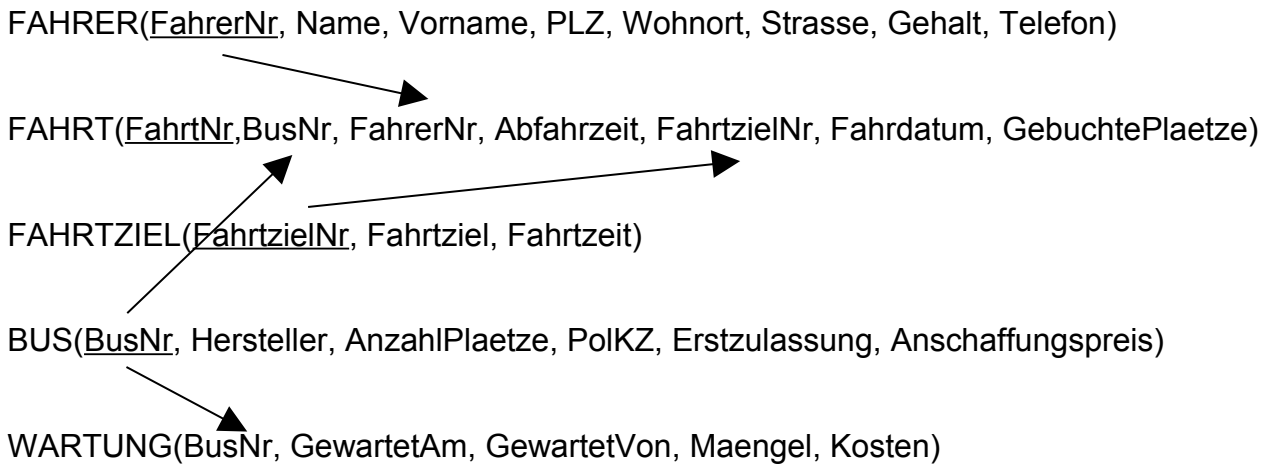 FAHRER(FahrerNr, Name, Vorname, PLZ, Wohnort, Strasse, Gehalt, Telefon)
FAHRT(FahrtNr,BusNr, FahrerNr, Abfahrzeit, FahrtzielNr, Fahrdatum, GebuchtePlaetze)
FAHRTZIEL(FahrtzielNr, Fahrtziel, Fahrtzeit)
BUS(BusNr, Hersteller, AnzahlPlaetze, PolKZ, Erstzulassung, Anschaffungspreis)
WARTUNG(BusNr, GewartetAm, GewartetVon, Maengel, Kosten)